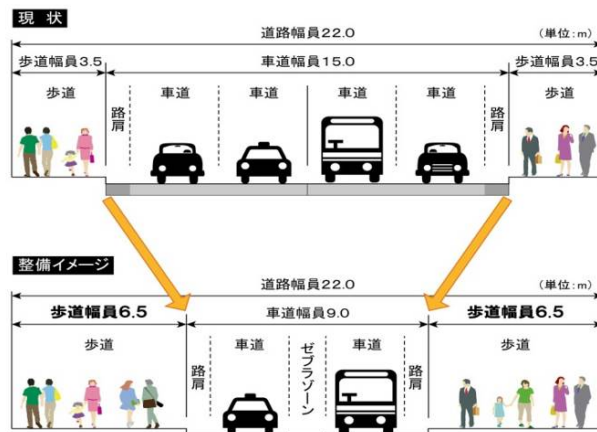 現 状
道路幅員22.0
(単位:m)
歩道幅員3.5
車道幅員15.0
歩道幅員3.5
歩道
路肩
車道
車道
車道
車道
路肩
歩道
整備イメージ
道路幅員22.0
(単位:m)
歩道幅員6.5
車道幅員9.0
歩道幅員6.5
歩道
路肩
車道
ゼブラゾーン
車道
路肩
歩道